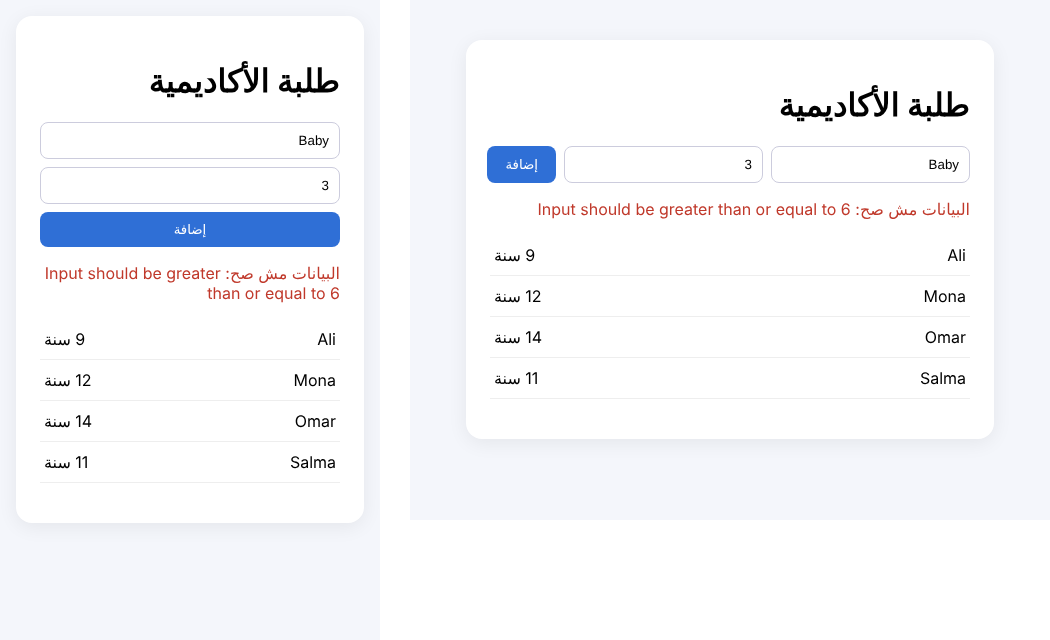 طلبة الأكاديمية
Baby
3
إضافة
البيانات مش صح: Input should be greater
than or equal to 6
Ali 9 سنة
Mona 12 سنة
Omar 14 سنة
Salma 11 سنة
طلبة الأكاديمية
Baby 3 إضافة
البيانات مش صح: Input should be greater than or equal to 6
Ali 9 سنة
Mona 12 سنة
Omar 14 سنة
Salma 11 سنة